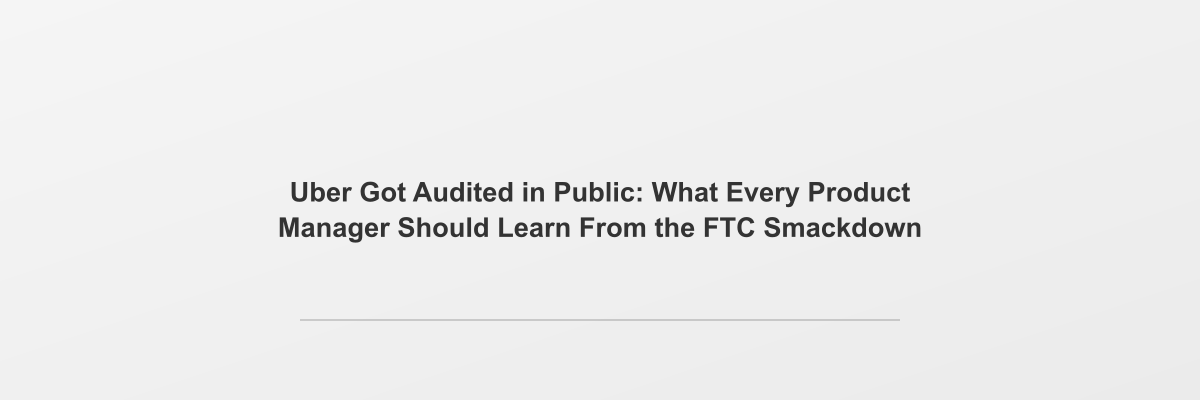 Uber Got Audited in Public: What Every Product
Manager Should Learn From the FTC Smackdown